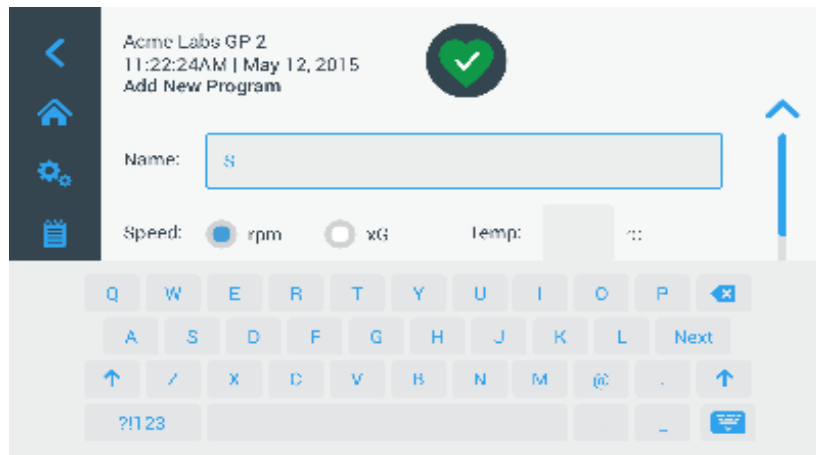 Acme Labs GP 2
11:22:24AM | May 12, 2015
Add New Program
Name: S
Speed: rpm xG Temp: °C
Q W E R T Y U I O P
A S D F G H J K L Next
Z X C V B N M @ .
?!123 _